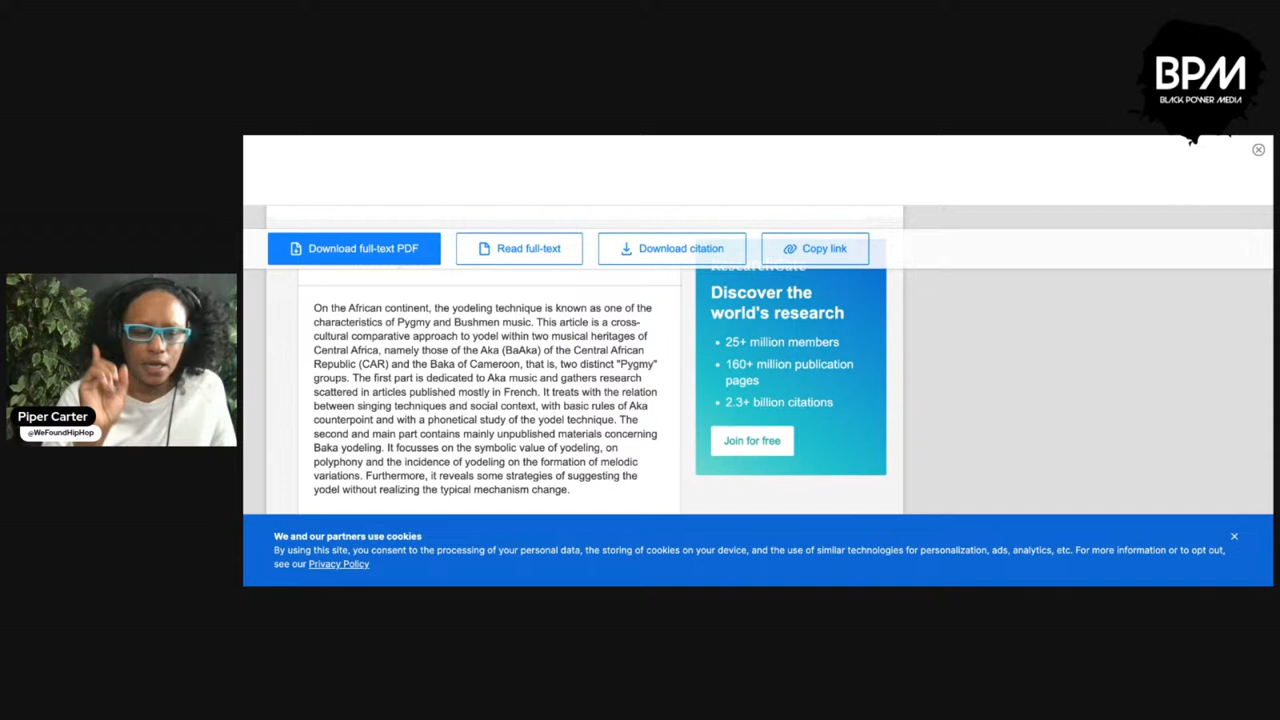 BPM
BLACK POWER MEDIA
Download full-text PDF
Read full-text
Download citation
Copy link
ResearchGate
Discover the
world's research
• 25+ million members
• 160+ million publication
pages
• 2.3+ billion citations
Join for free
On the African continent, the yodeling technique is known as one of the
characteristics of Pygmy and Bushmen music. This article is a cross-
cultural comparative approach to yodel within two musical heritages of
Central Africa, namely those of the Aka (BaAka) of the Central African
Republic (CAR) and the Baka of Cameroon, that is, two distinct "Pygmy"
groups. The first part is dedicated to Aka music and gathers research
scattered in articles published mostly in French. It treats with the relation
between singing techniques and social context, with basic rules of Aka
counterpoint and with a phonetical study of the yodel technique. The
second and main part contains mainly unpublished materials concerning
Baka yodeling. It focusses on the symbolic value of yodeling, on
polyphony and the incidence of yodeling on the formation of melodic
variations. Furthermore, it reveals some strategies of suggesting the
yodel without realizing the typical mechanism change.
Piper Carter
@WeFoundHipHop
We and our partners use cookies
By using this site, you consent to the processing of your personal data, the storing of cookies on your device, and the use of similar technologies for personalization, ads, analytics, etc. For more information or to opt out,
see our Privacy Policy